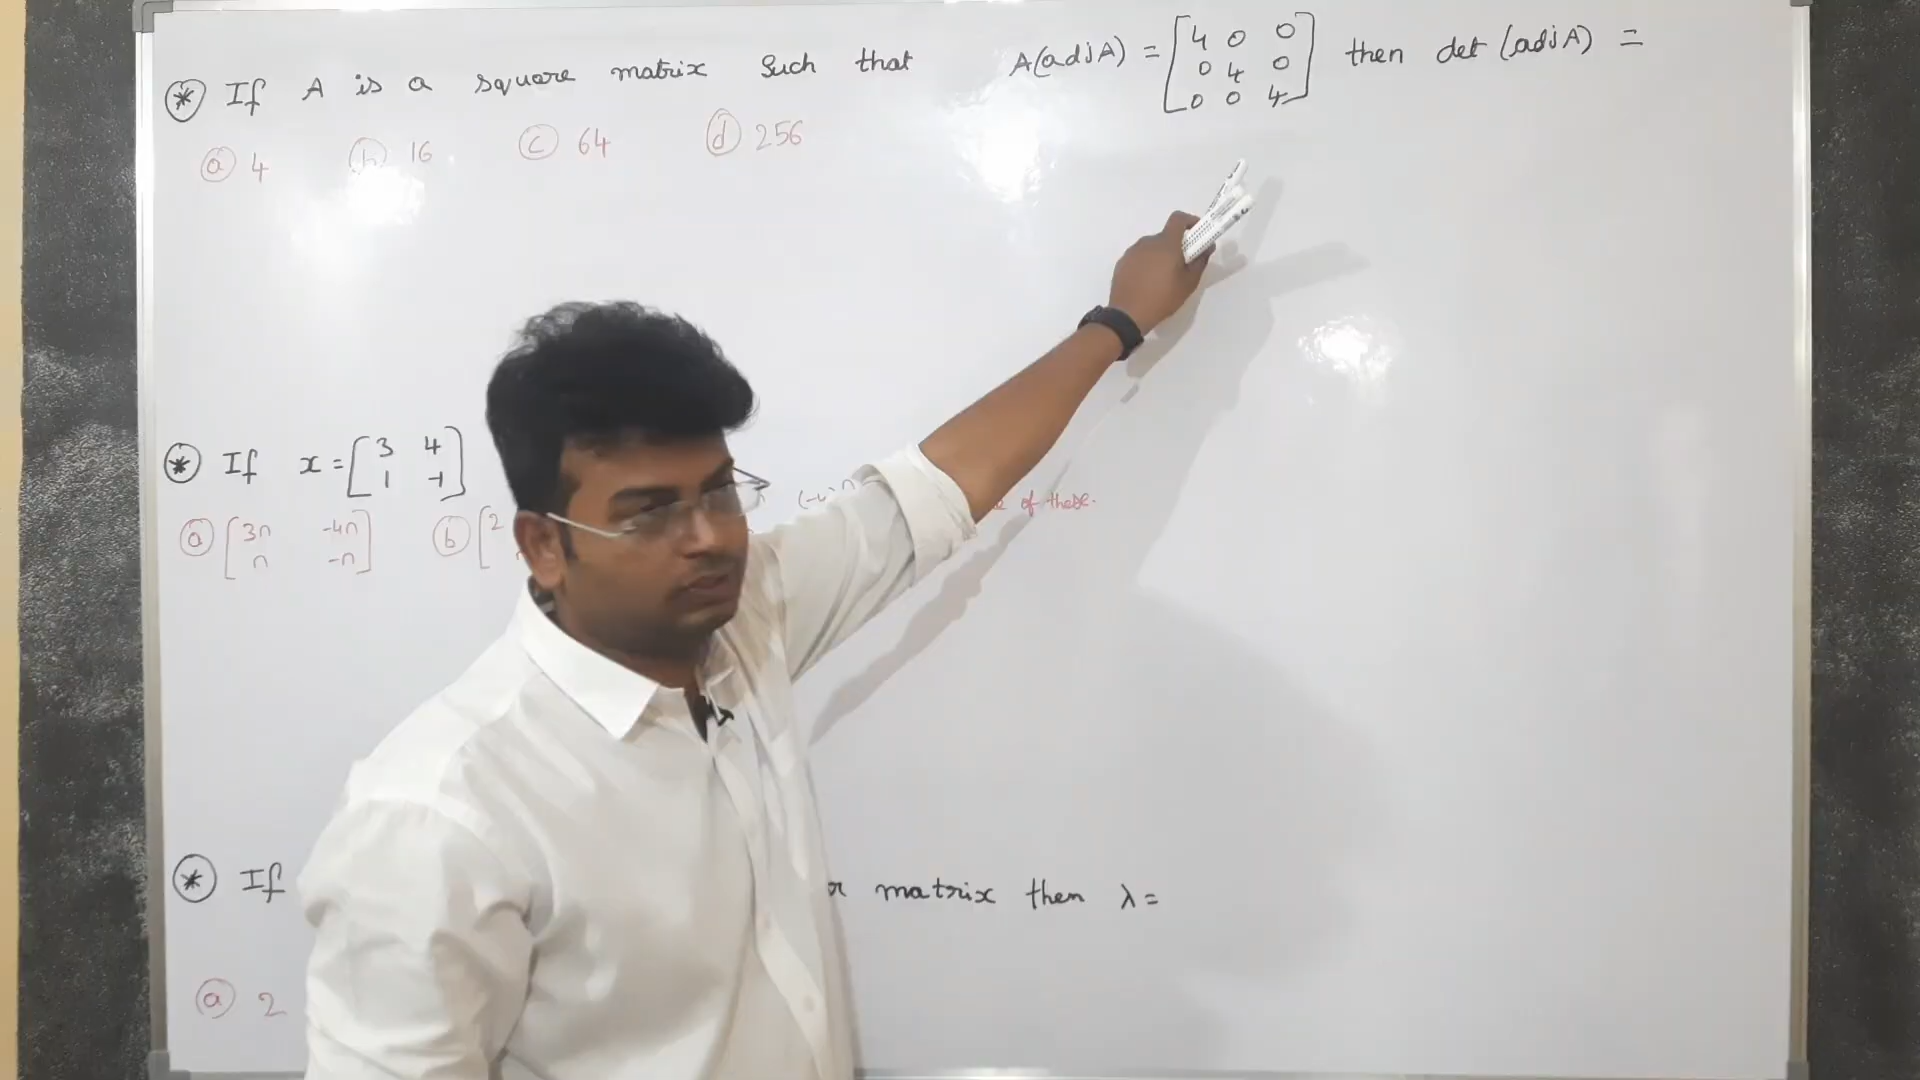 * If A is a square matrix Such that A(adjA) = [4 0 0
0 4 0
0 0 4] then det (adjA) =
(a) 4 (b) 16 (c) 64 (d) 256
* If x = [3 4
1 -1]
(a) [3n -4n
n -n] (b) [2
of these.
* If matrix then λ =
(a) 2